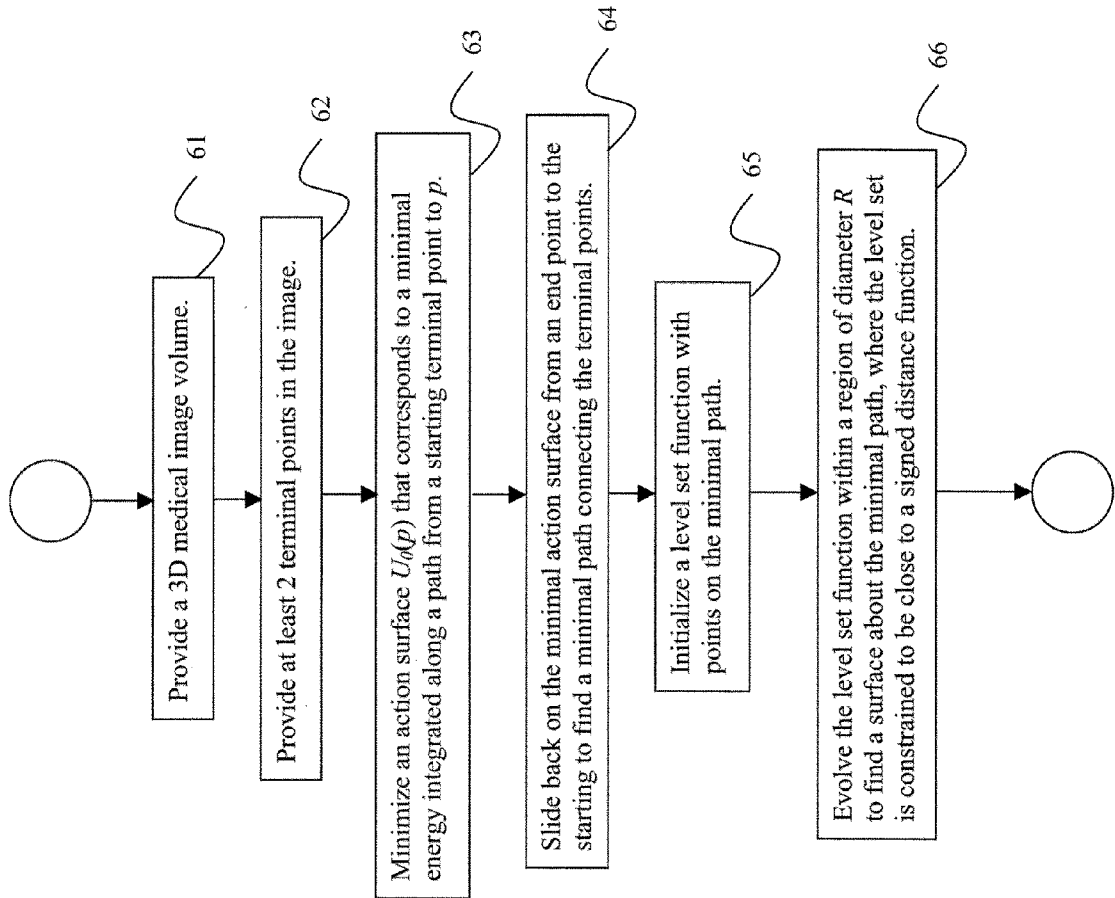 61
Provide a 3D medical image volume.
62
Provide at least 2 terminal points in the image.
63
Minimize an action surface U₀(p) that corresponds to a minimal
energy integrated along a path from a starting terminal point to p.
64
Slide back on the minimal action surface from an end point to the
starting to find a minimal path connecting the terminal points.
65
Initialize a level set function with
points on the minimal path.
66
Evolve the level set function within a region of diameter R
to find a surface about the minimal path, where the level set
is constrained to be close to a signed distance function.